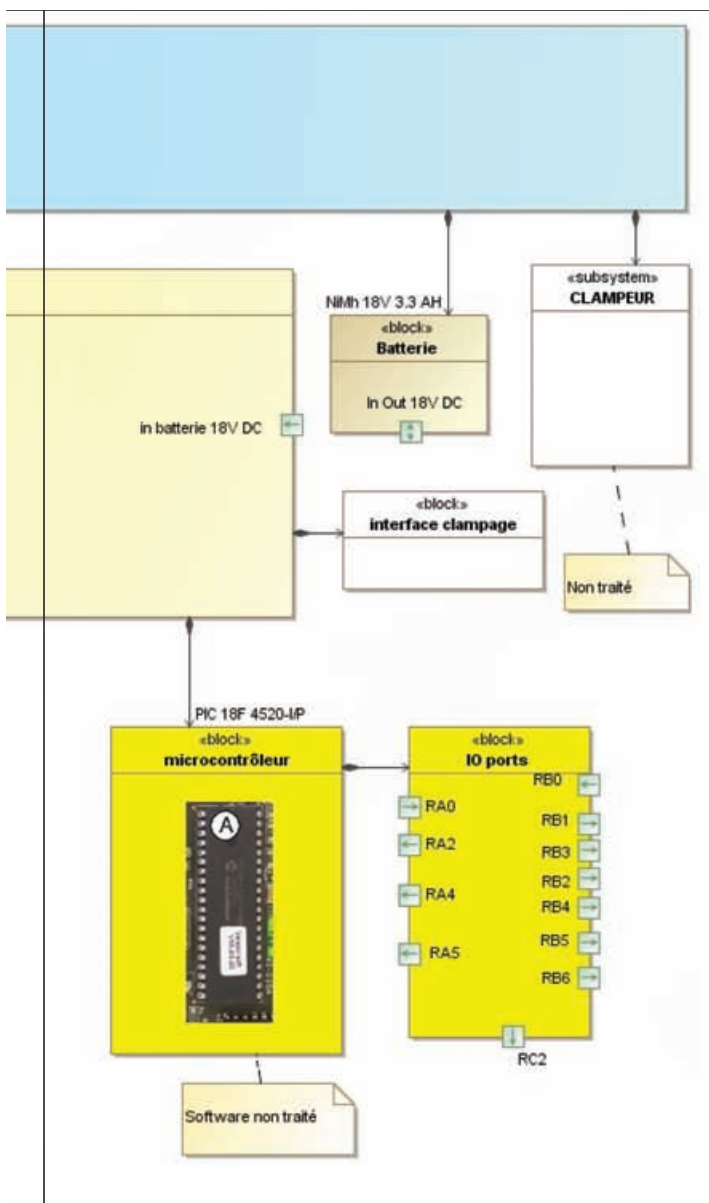 «subsystem»
CLAMPEUR
NiMh 18V 3.3 AH
«block»
Batterie
In Out 18V DC
in batterie 18V DC
«block»
interface clampage
Non traité
PIC 18F 4520-I/P
«block»
microcontrôleur
A
«block»
IO ports
RB0
RA0
RB1
RA2
RB3
RB2
RA4
RB4
RB5
RA5
RB6
RC2
Software non traité